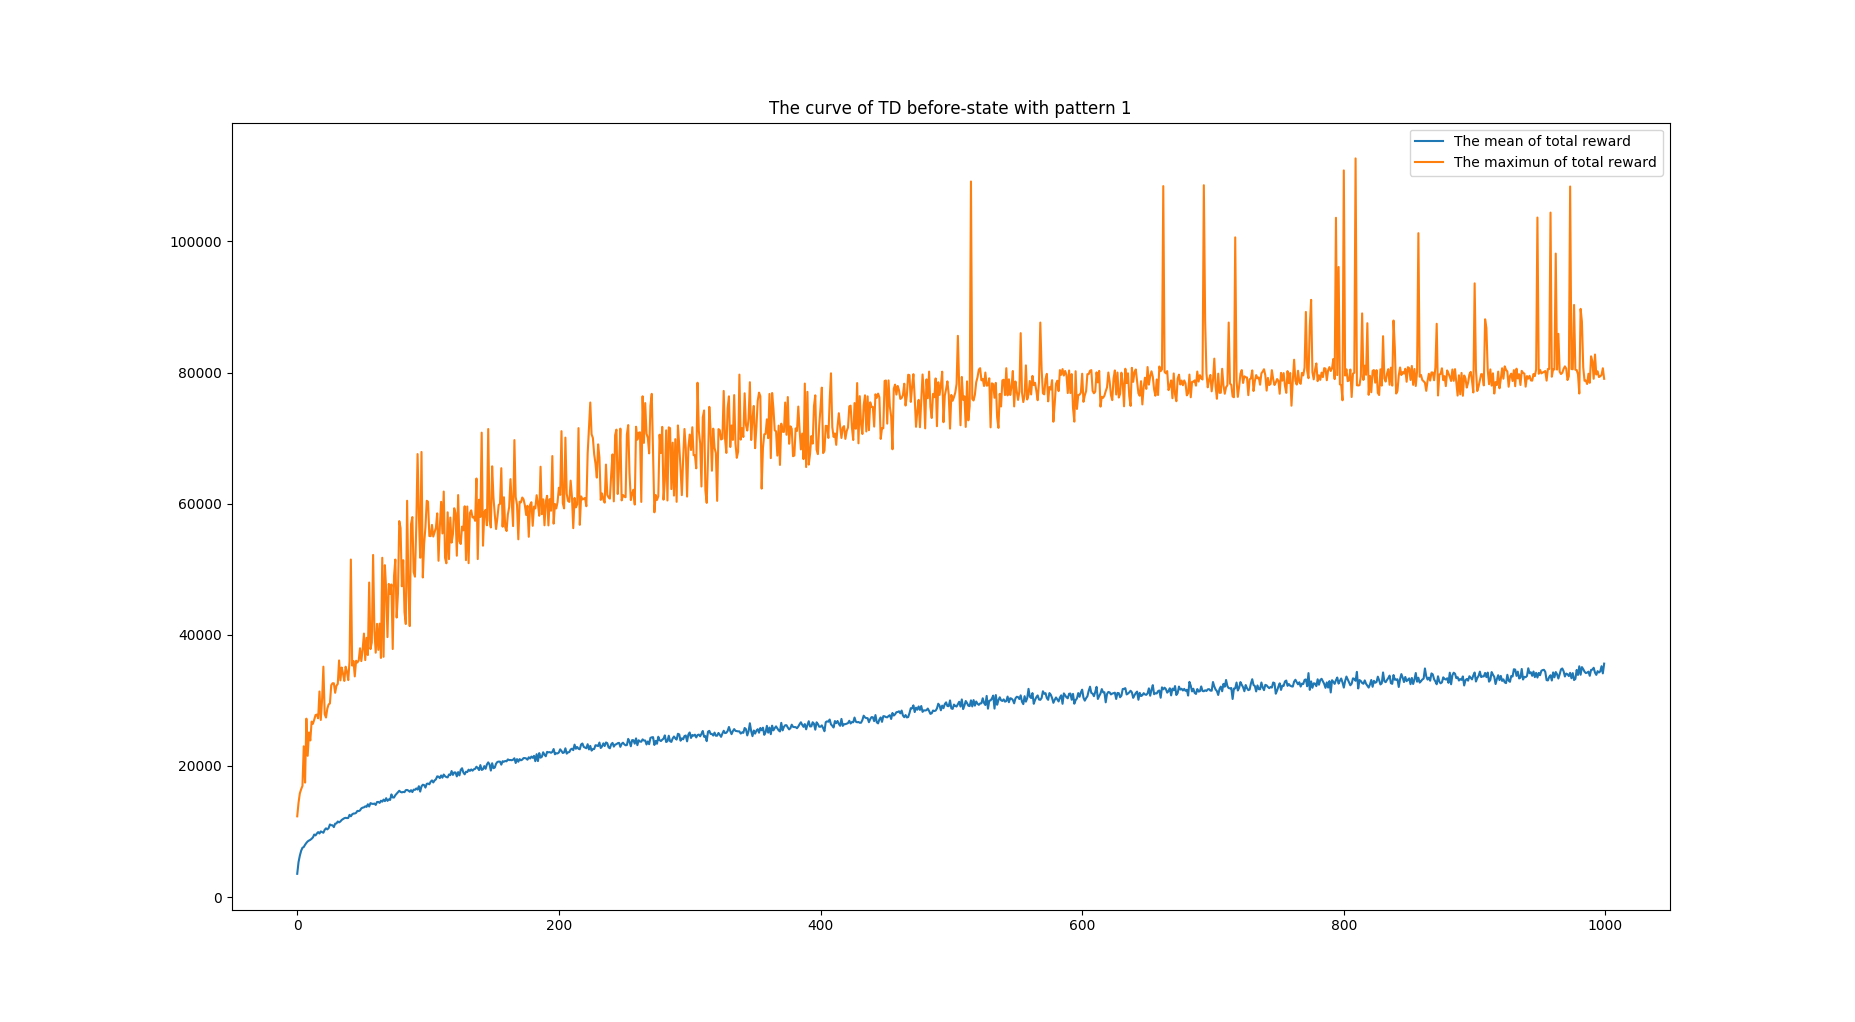 The curve of TD before-state with pattern 1
The mean of total reward
The maximun of total reward
100000
80000
60000
40000
20000
0
0 200 400 600 800 1000